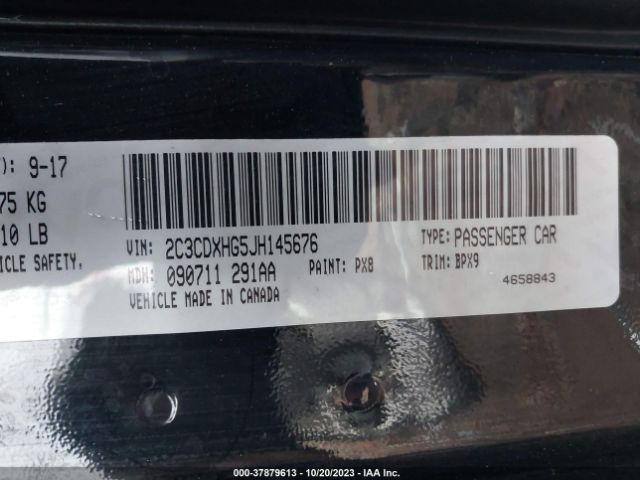 ): 9-17
75 KG
10 LB
ICLE SAFETY.
VIN: 2C3CDXHG5JH145676
TYPE: PASSENGER CAR
MDH: 090711 291AA
PAINT: PX8
TRIM: BPX9
VEHICLE MADE IN CANADA
4658843
000-37879613 - 10/20/2023 - IAA Inc.